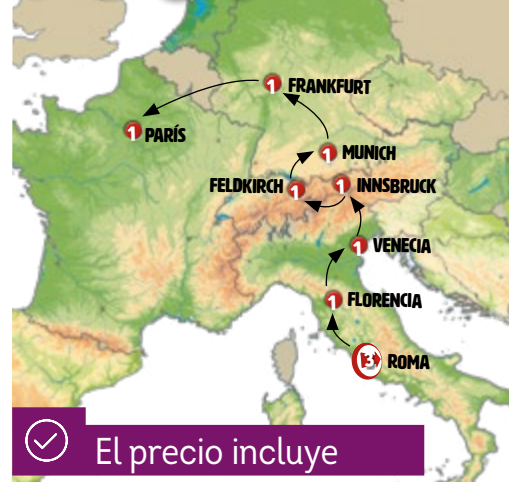 1 FRANKFURT
1 PARÍS
1 MUNICH
FELDKIRCH 1
1 INNSBRUCK
1 VENECIA
1 FLORENCIA
3 ROMA
El precio incluye